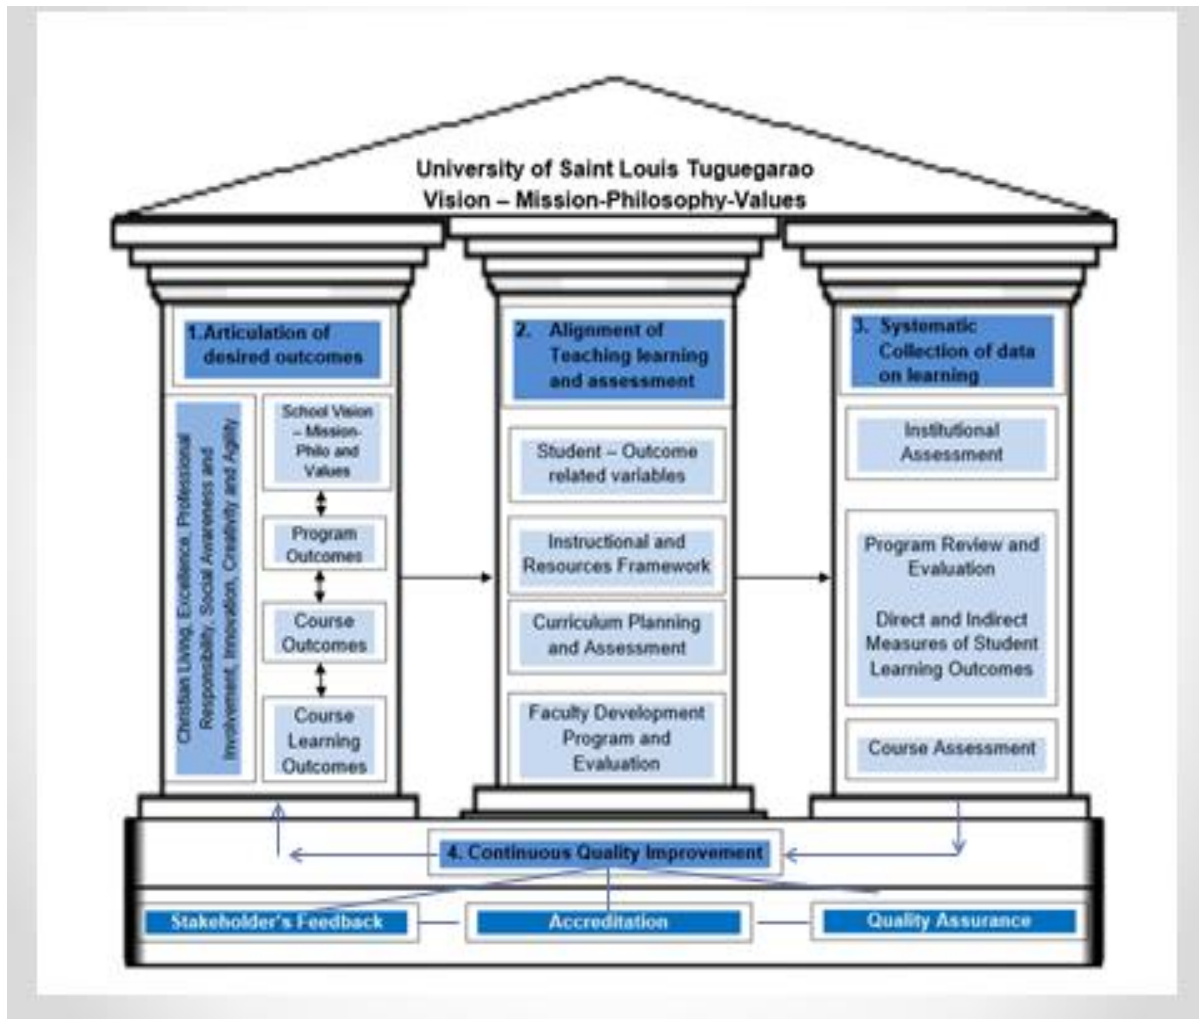 University of Saint Louis Tuguegarao
Vision – Mission-Philosophy-Values
1.Articulation of
desired outcomes
Christian Living, Excellence, Professional
Responsibility, Social Awareness and
Involvement, Innovation, Creativity and Agility
School Vision
– Mission-
Philo and
Values
Program
Outcomes
Course
Outcomes
Course
Learning
Outcomes
2. Alignment of
Teaching learning
and assessment
Student – Outcome
related variables
Instructional and
Resources Framework
Curriculum Planning
and Assessment
Faculty Development
Program and
Evaluation
3. Systematic
Collection of data
on learning
Institutional
Assessment
Program Review and
Evaluation
Direct and Indirect
Measures of Student
Learning Outcomes
Course Assessment
4. Continuous Quality Improvement
Stakeholder's Feedback
Accreditation
Quality Assurance